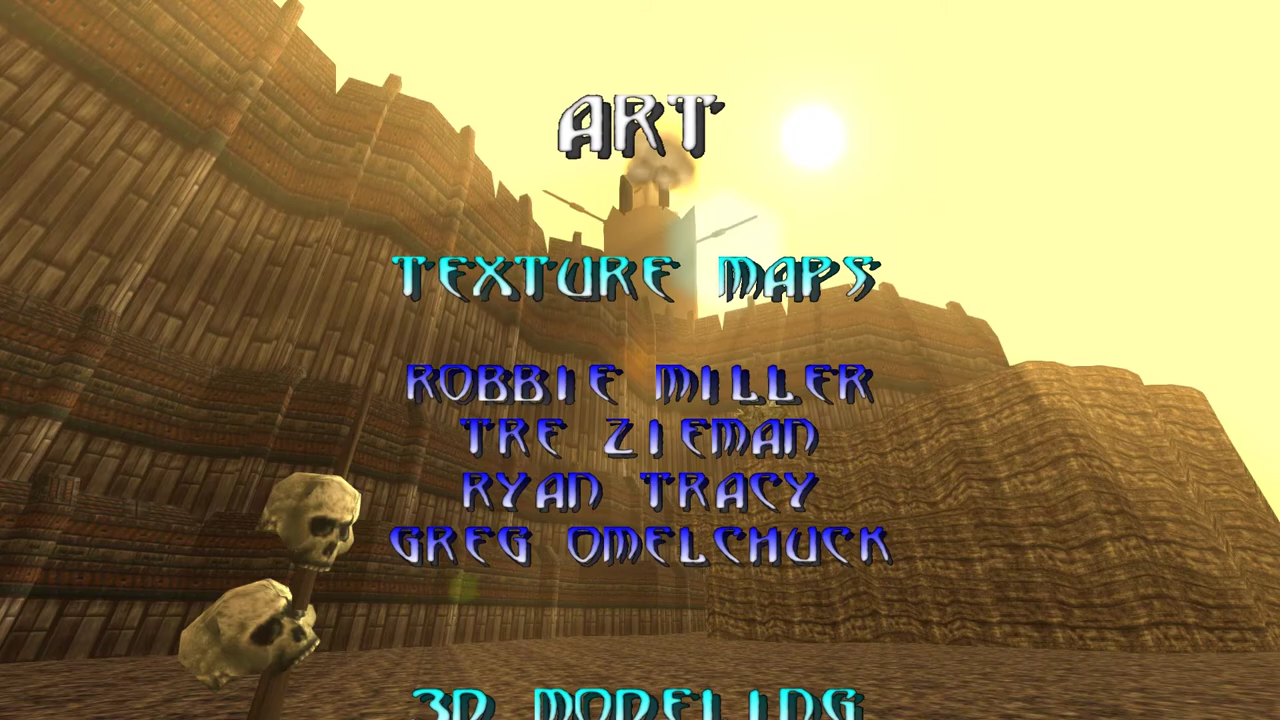 ART
TEXTURE MAPS
ROBBIE MILLER
TRE ZIEMAN
RYAN TRACY
GREG OMELCHUCK
3D MODELING